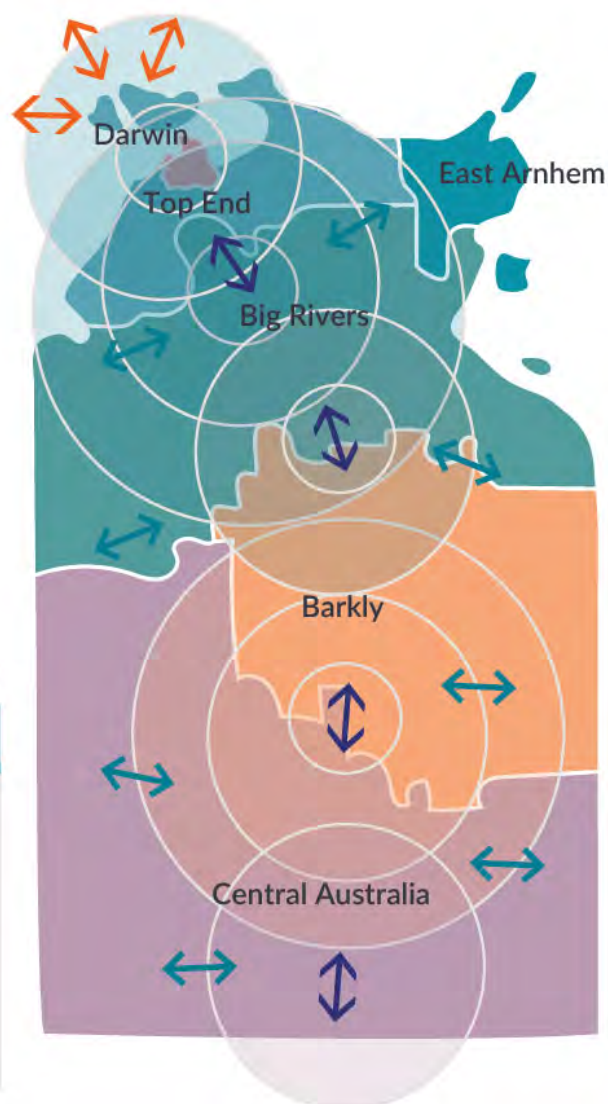 Darwin
East Arnhem
Top End
Big Rivers
Barkly
Central Australia